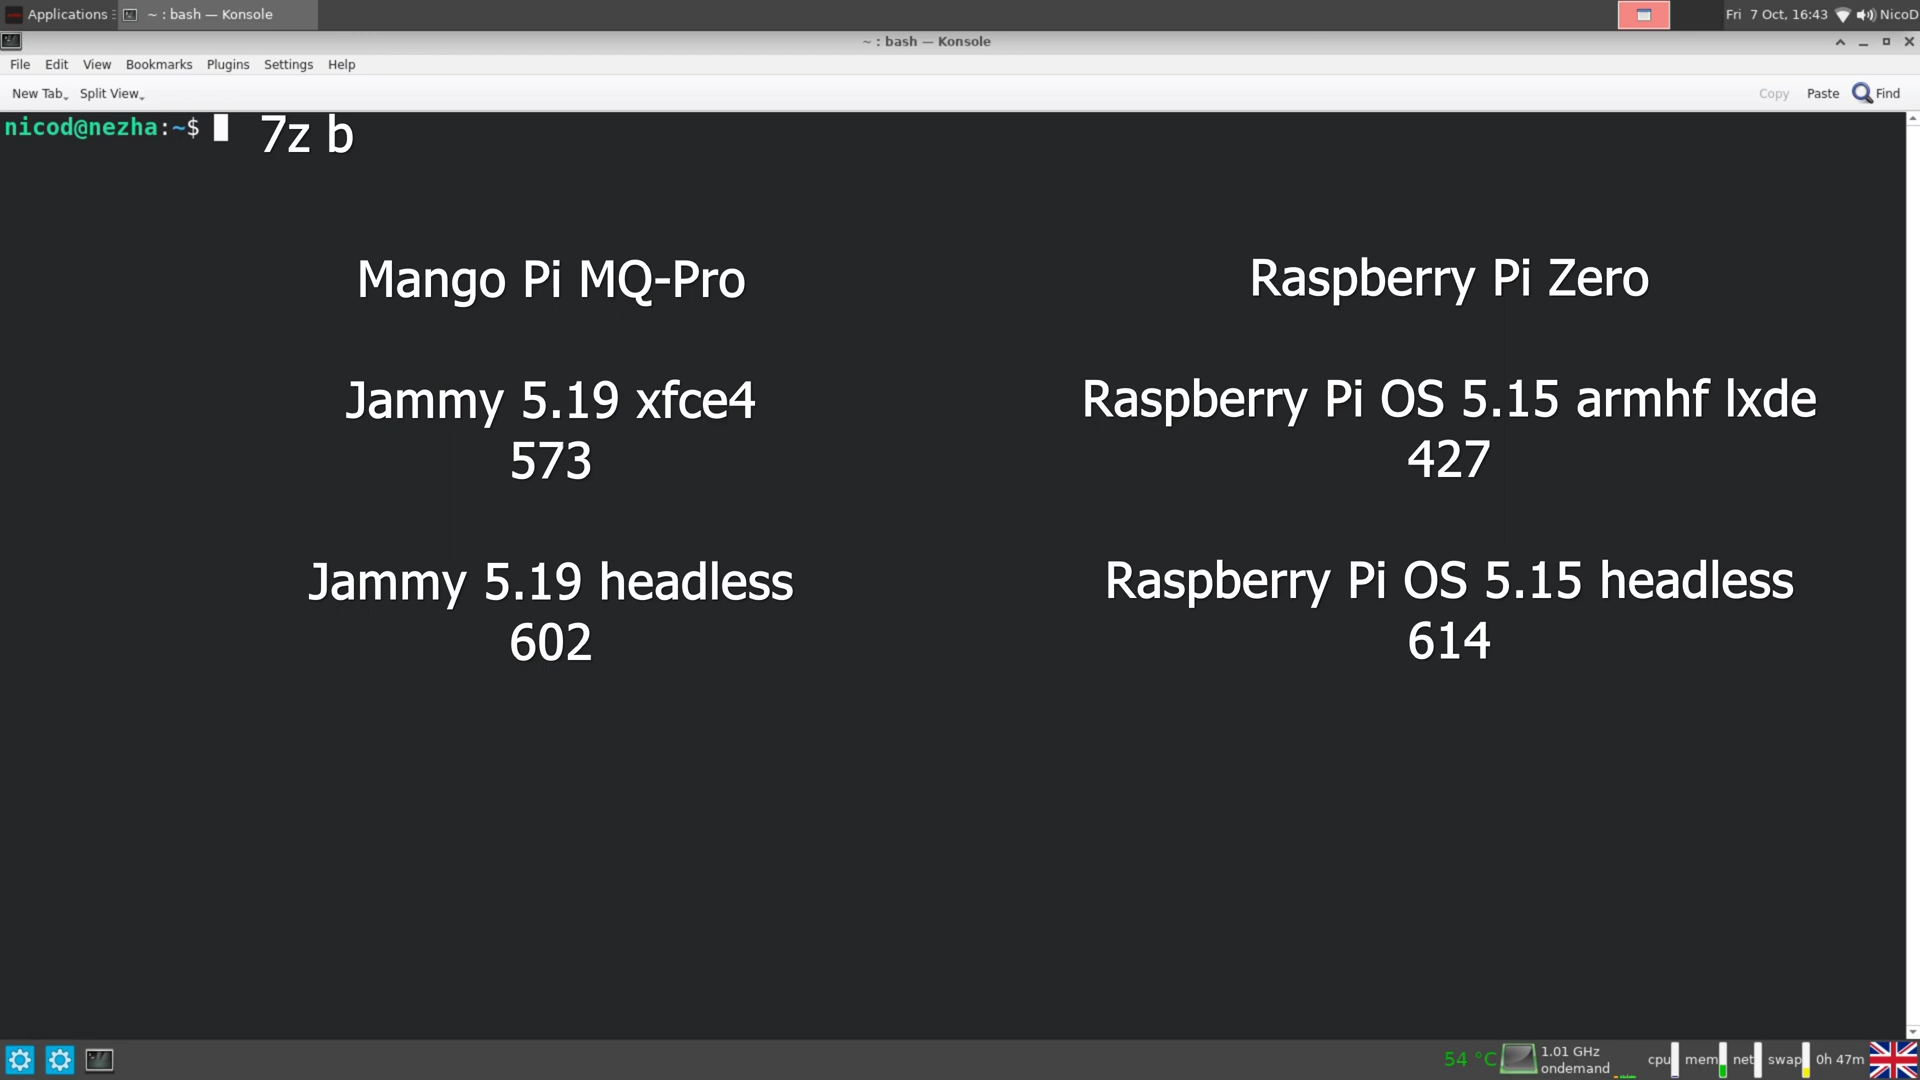 Applications
~ : bash — Konsole
Fri 7 Oct, 16:43
NicoD
~ : bash — Konsole
File Edit View Bookmarks Plugins Settings Help
New Tab Split View
Copy Paste Find
nicod@nezha:~$
7z b
Mango Pi MQ-Pro
Jammy 5.19 xfce4
573
Jammy 5.19 headless
602
Raspberry Pi Zero
Raspberry Pi OS 5.15 armhf lxde
427
Raspberry Pi OS 5.15 headless
614
54 °C
1.01 GHz
ondemand
cpu mem net swap 0h 47m